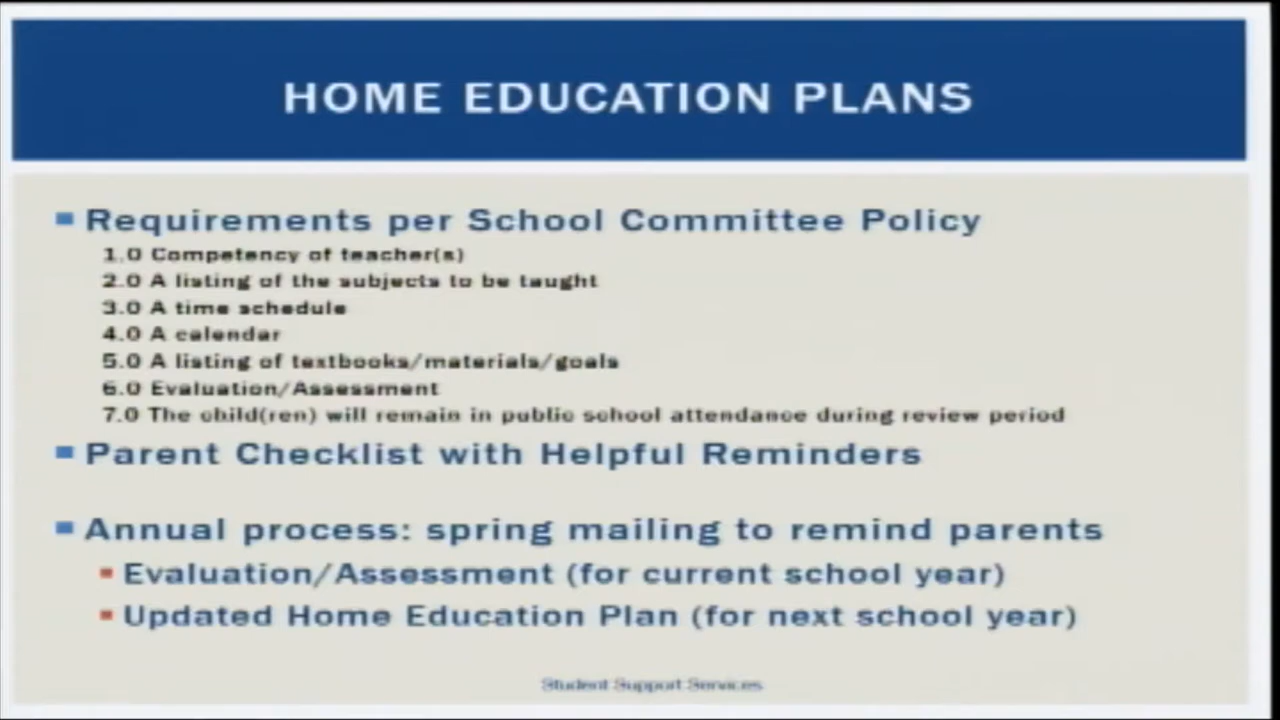 HOME EDUCATION PLANS
Requirements per School Committee Policy
1.0 Competency of teacher(s)
2.0 A listing of the subjects to be taught
3.0 A time schedule
4.0 A calendar
5.0 A listing of textbooks/materials/goals
6.0 Evaluation/Assessment
7.0 The child(ren) will remain in public school attendance during review period
Parent Checklist with Helpful Reminders
Annual process: spring mailing to remind parents
Evaluation/Assessment (for current school year)
Updated Home Education Plan (for next school year)
Student Support Services